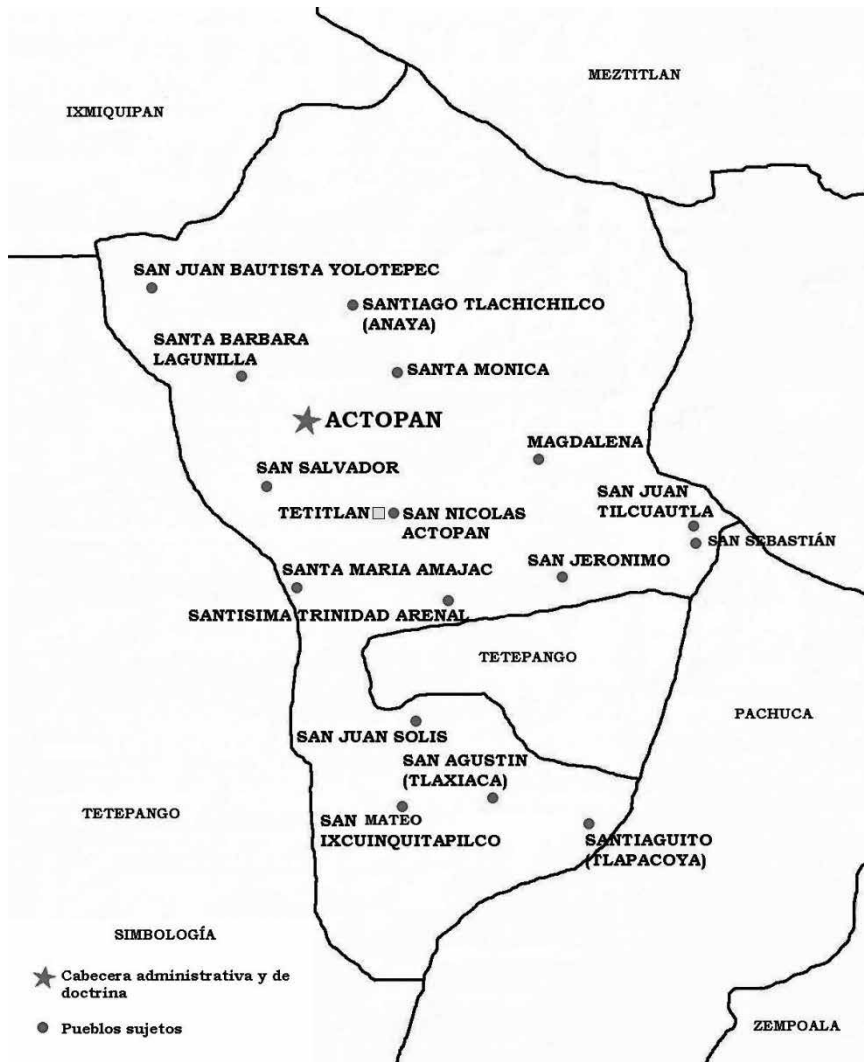 MEZTITLAN
IXMIQUIPAN
SAN JUAN BAUTISTA YOLOTEPEC
SANTIAGO TLACHICHILCO
(ANAYA)
SANTA BARBARA
LAGUNILLA
SANTA MONICA
ACTOPAN
MAGDALENA
SAN SALVADOR
SAN JUAN
TILCUAUTLA
TETITLAN
SAN NICOLAS
ACTOPAN
SAN SEBASTIÁN
SAN JERONIMO
SANTA MARIA AMAJAC
SANTISIMA TRINIDAD ARENAL
TETEPANGO
PACHUCA
SAN JUAN SOLIS
SAN AGUSTIN
(TLAXIACA)
TETEPANGO
SAN MATEO
IXCUINQUITAPILCO
SANTIAGUITO
(TLAPACOYA)
SIMBOLOGÍA
Cabecera administrativa y de
doctrina
Pueblos sujetos
ZEMPOALA